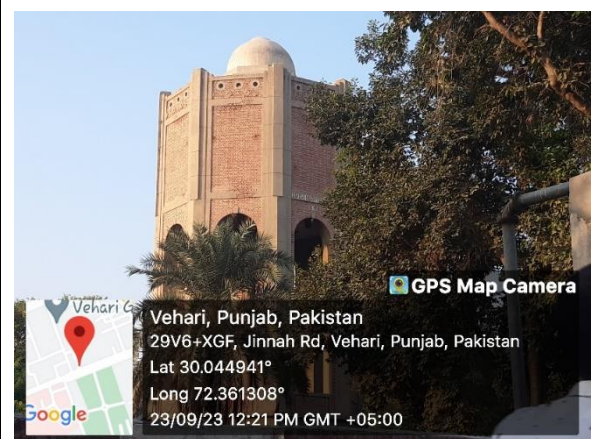 GPS Map Camera
Vehari G
Google
Vehari, Punjab, Pakistan
29V6+XGF, Jinnah Rd, Vehari, Punjab, Pakistan
Lat 30.044941°
Long 72.361308°
23/09/23 12:21 PM GMT +05:00